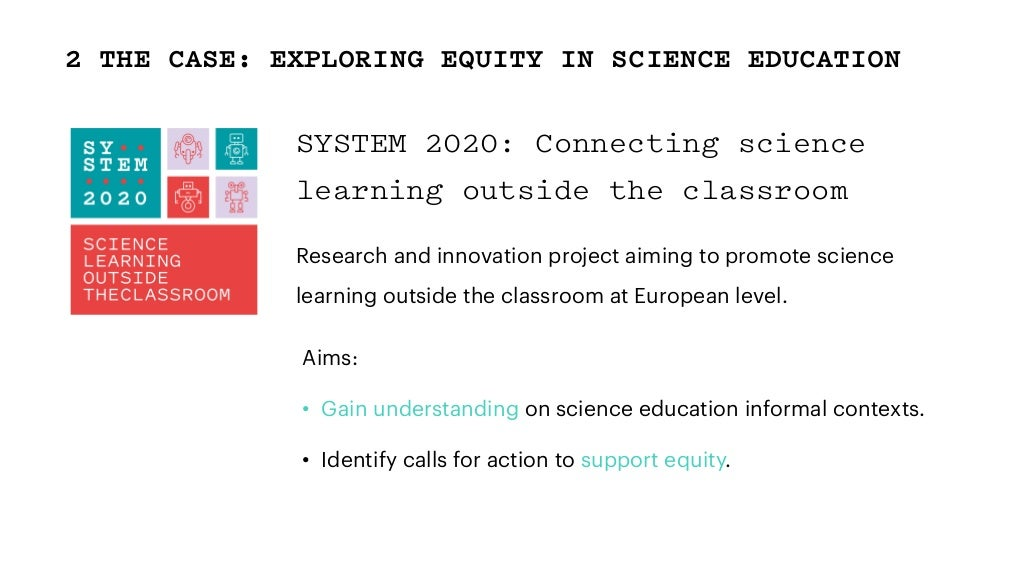 2 THE CASE: EXPLORING EQUITY IN SCIENCE EDUCATION
SY
STEM
2020
SCIENCE
LEARNING
OUTSIDE
THECLASSROOM
SYSTEM 2020: Connecting science
learning outside the classroom
Research and innovation project aiming to promote science
learning outside the classroom at European level.
Aims:
• Gain understanding on science education informal contexts.
• Identify calls for action to support equity.